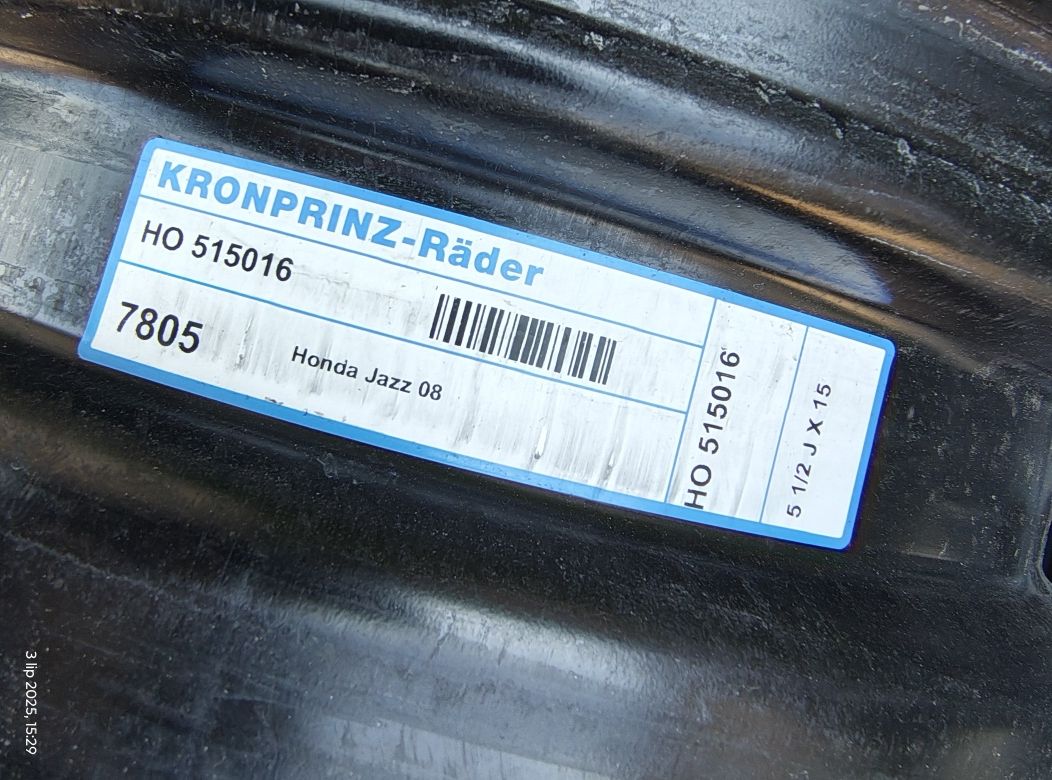 KRONPRINZ-Räder
HO 515016
7805
Honda Jazz 08
HO 515016
5 1/2 J X 15
3 lip 2025, 15:29